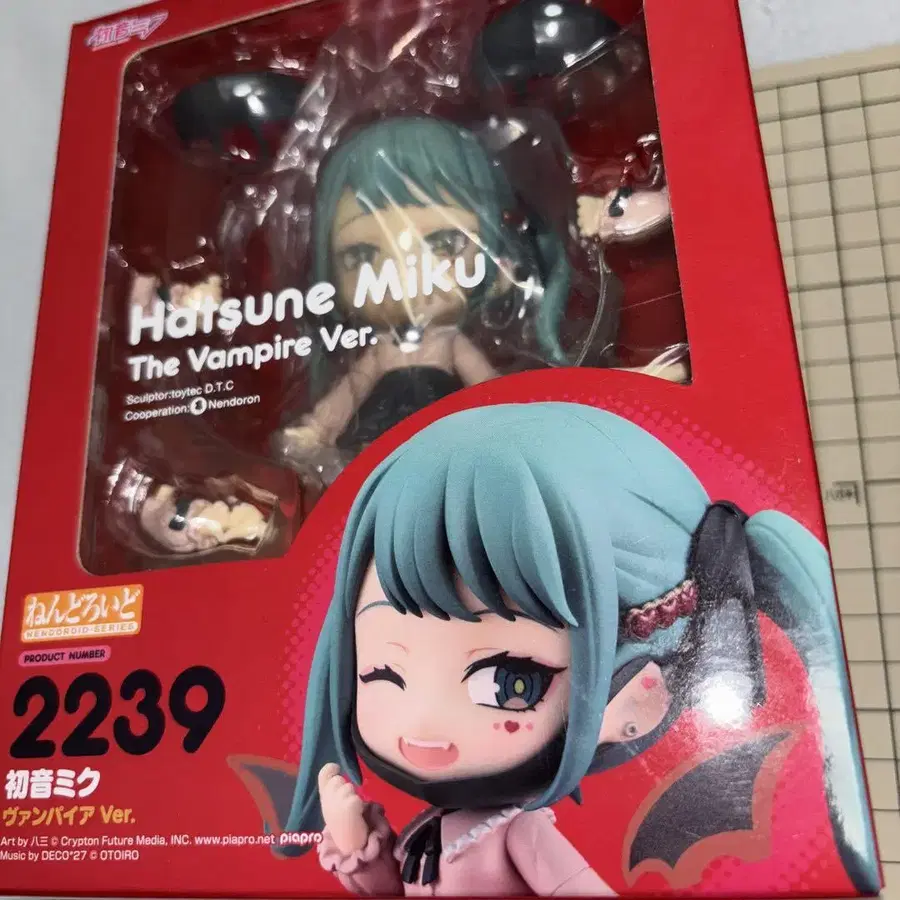 初音ミク
Hatsune Miku
The Vampire Ver.
Sculptor:toytec D.T.C
Cooperation: Nendoron
ねんどろいど
NENDOROID-SERIES
PRODUCT NUMBER
2239
初音ミク
ヴァンパイア Ver.
Art by 八三 © Crypton Future Media, INC. www.piapro.net piapro
Music by DECO*27 © OTOIRO